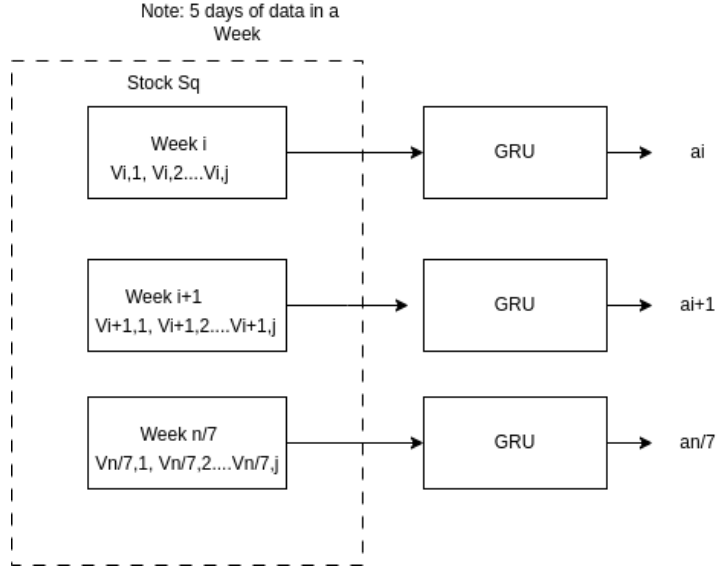 Note: 5 days of data in a
Week
Stock Sq
Week i
Vi,1, Vi,2....Vi,j
GRU
ai
Week i+1
Vi+1,1, Vi+1,2....Vi+1,j
GRU
ai+1
Week n/7
Vn/7,1, Vn/7,2....Vn/7,j
GRU
an/7